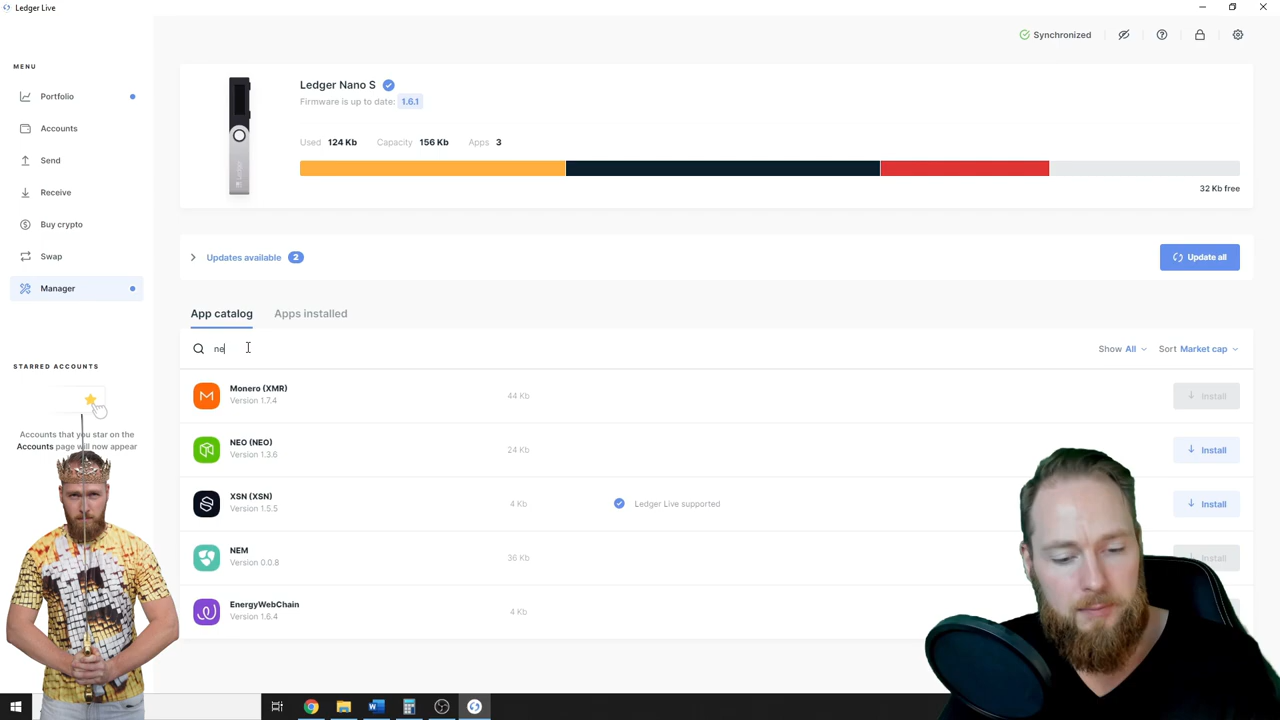 Ledger Live
Synchronized
MENU
Portfolio
Accounts
Send
Receive
Buy crypto
Swap
Manager
STARRED ACCOUNTS
Accounts that you star on the
Accounts page will now appear
Ledger Nano S
Firmware is up to date: 1.6.1
Used 124 Kb Capacity 156 Kb Apps 3
32 Kb free
Updates available 2
Update all
App catalog Apps installed
ne
Show All Sort Market cap
Monero (XMR)
Version 1.7.4
44 Kb
Install
NEO (NEO)
Version 1.3.6
24 Kb
Install
XSN (XSN)
Version 1.5.5
4 Kb
Ledger Live supported
Install
NEM
Version 0.0.8
36 Kb
Install
EnergyWebChain
Version 1.6.4
4 Kb